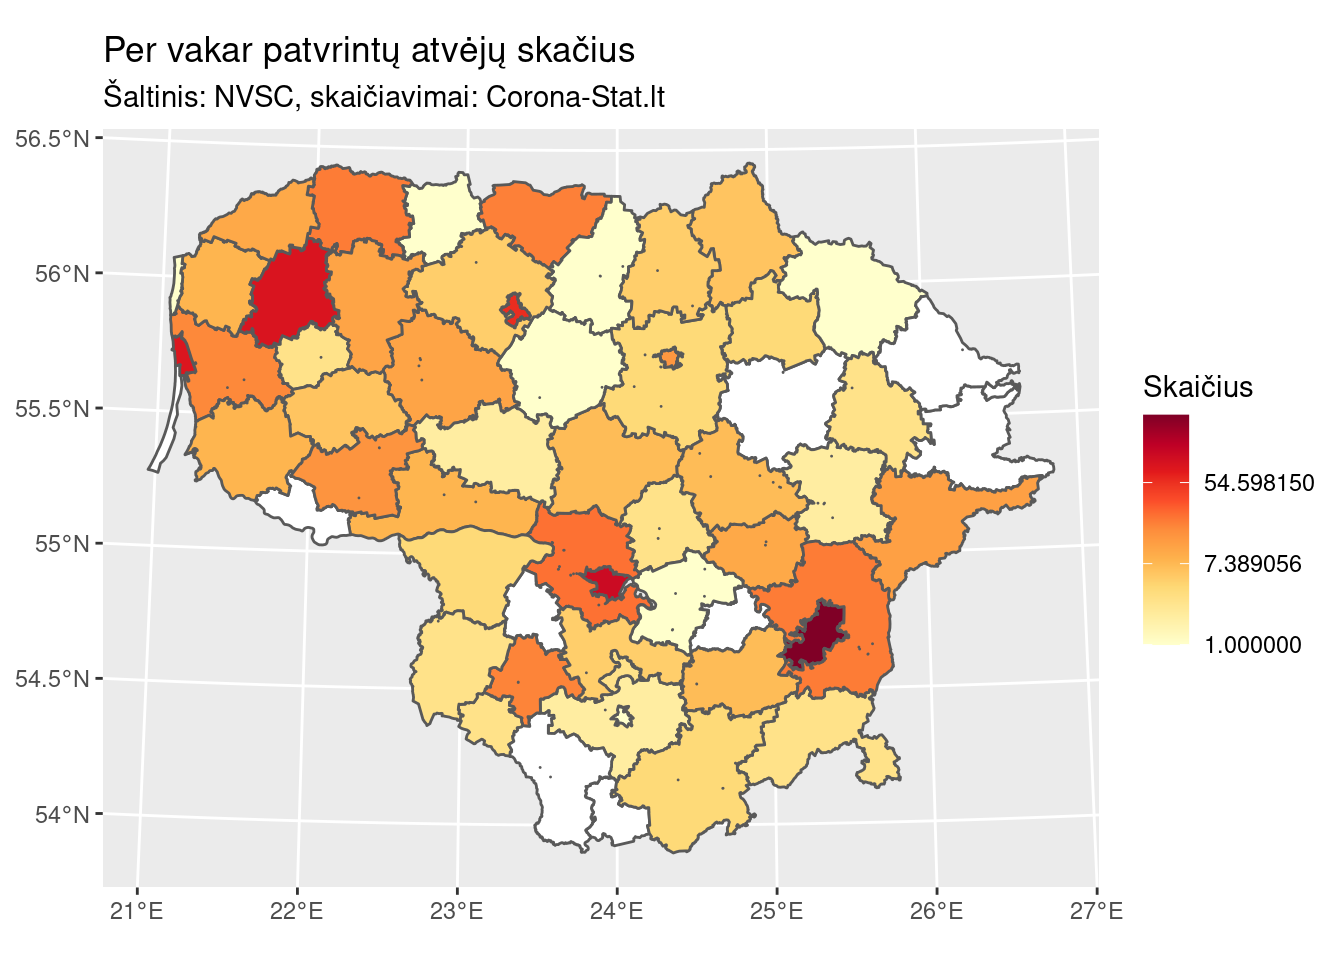 Per vakar patvrintų atvėjų skačius
Šaltinis: NVSC, skaičiavimai: Corona-Stat.lt
56.5°N
56°N
55.5°N
55°N
54.5°N
54°N
21°E
22°E
23°E
24°E
25°E
26°E
27°E
Skaičius
54.598150
7.389056
1.000000